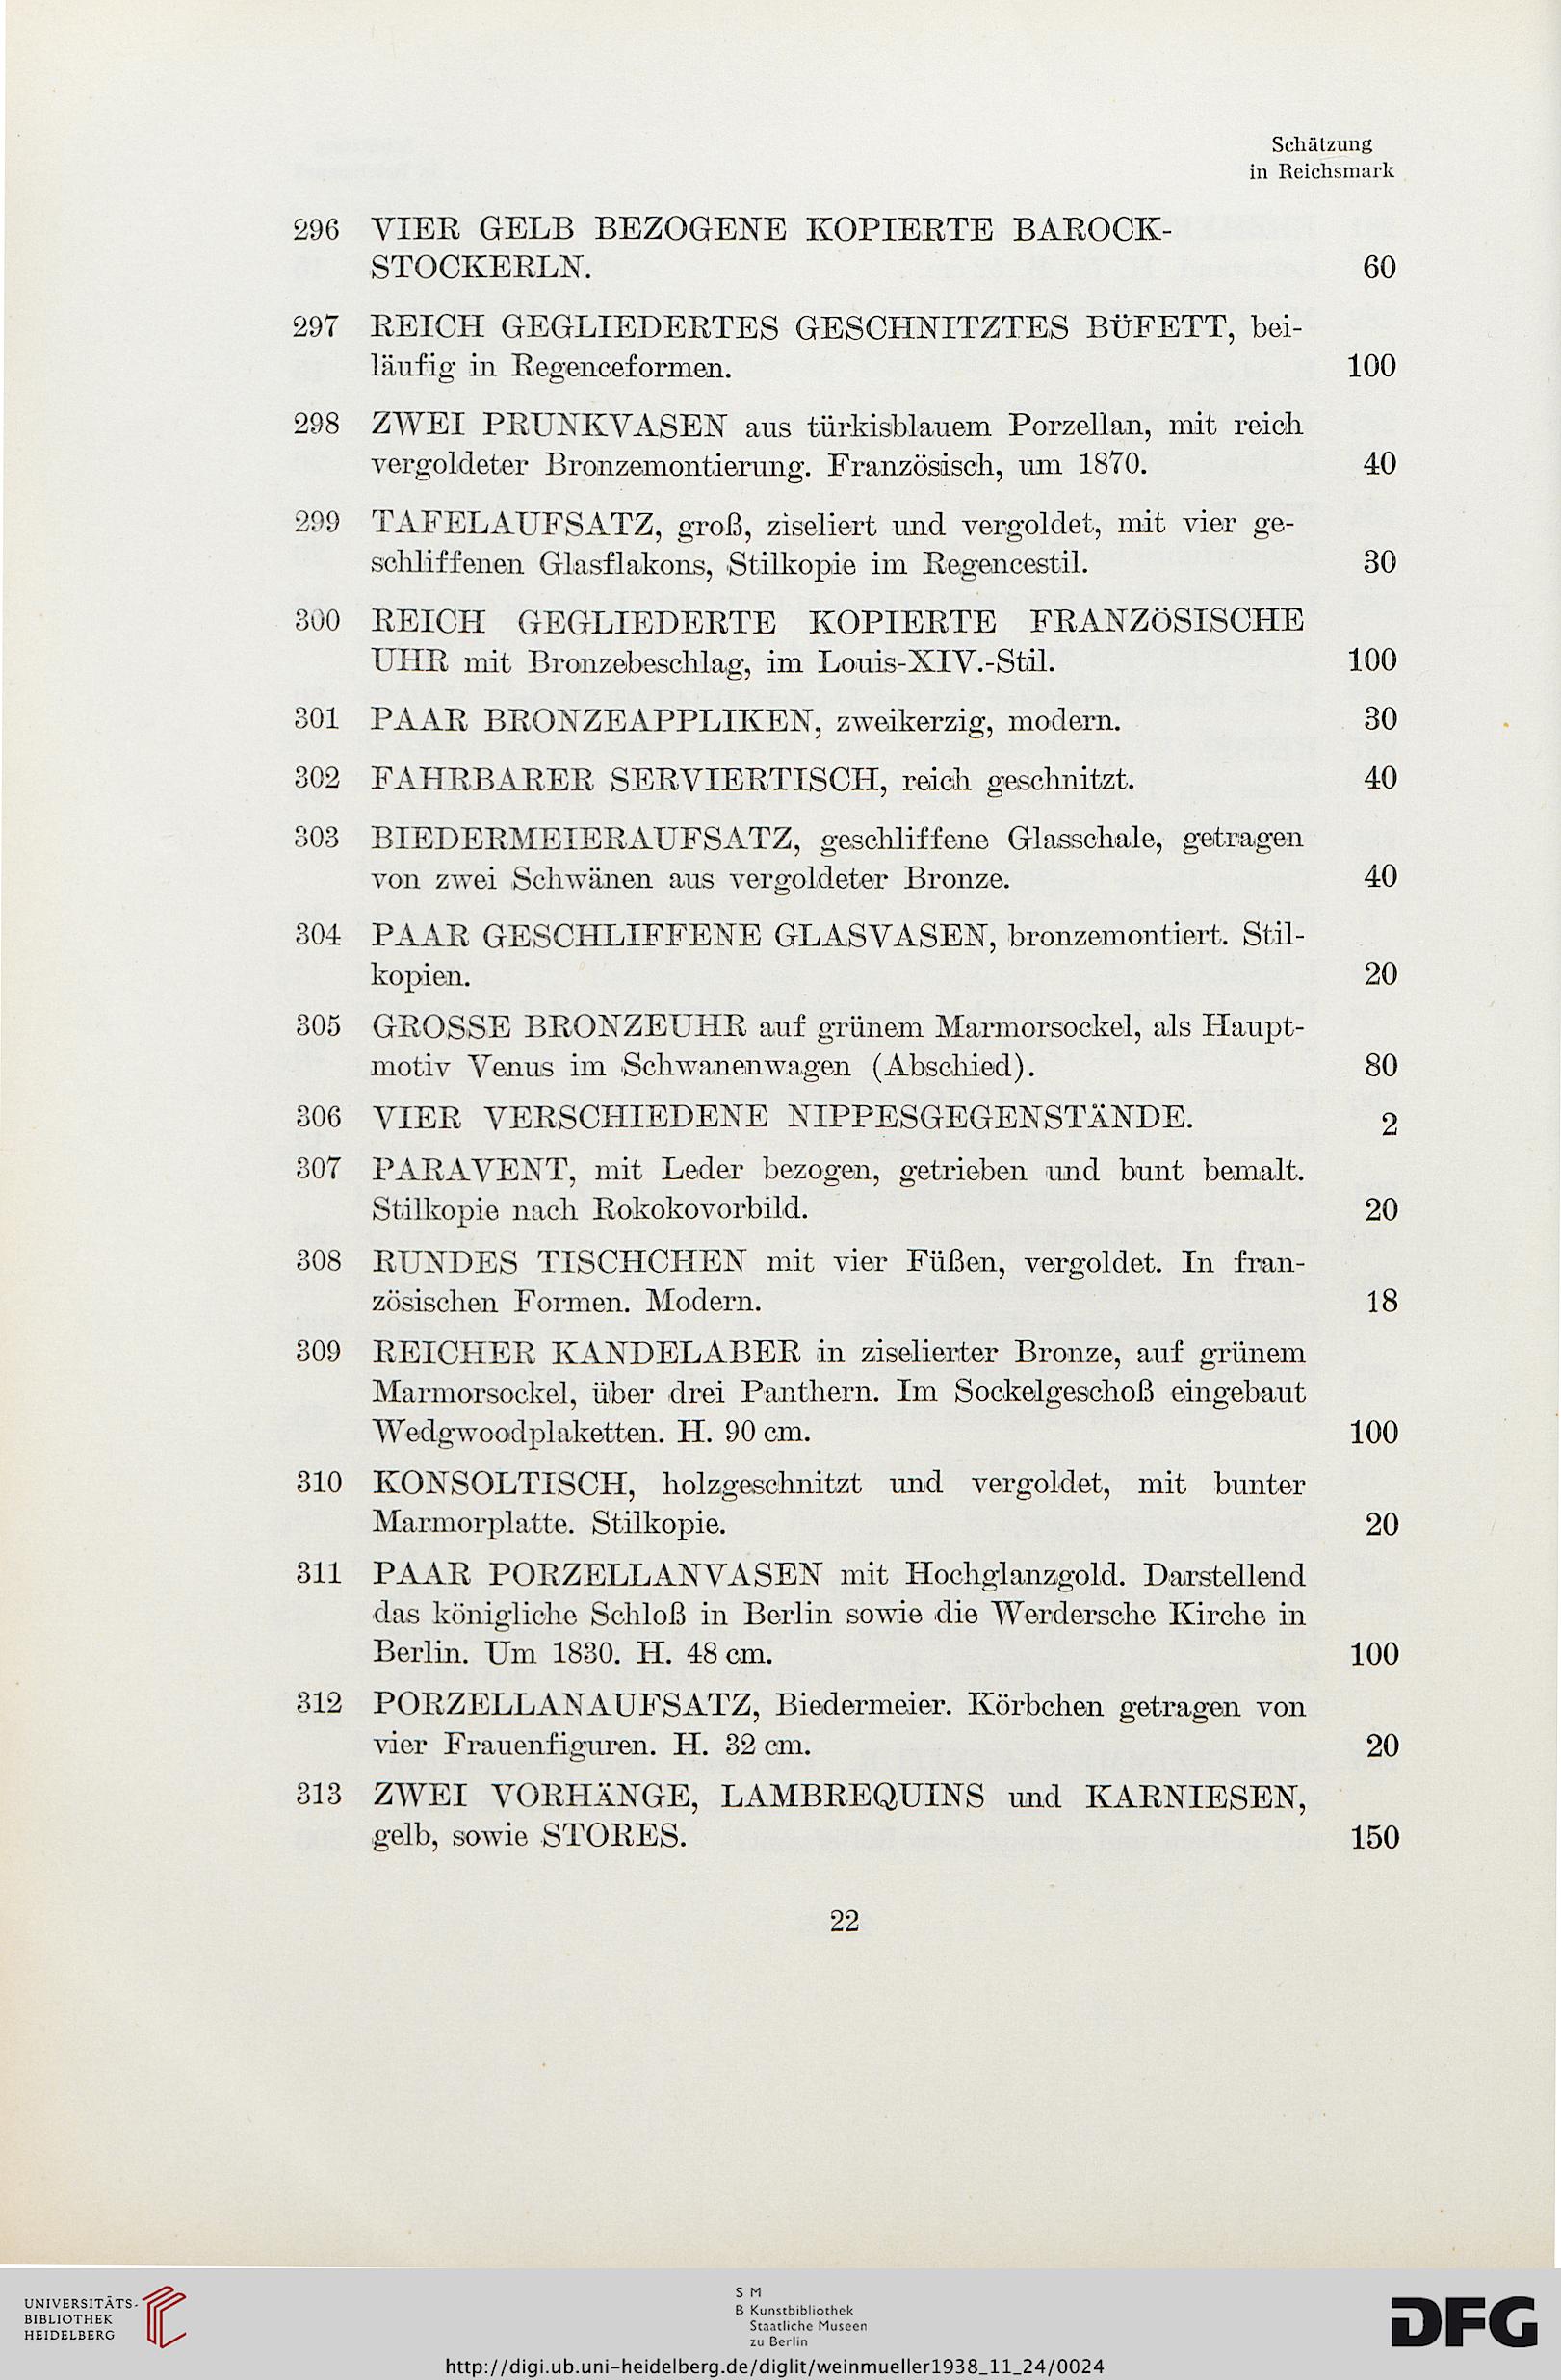 Schätzung
in Reichsmark
296 VIER GELB BEZOGENE KOPIERTE BAROCK-
STOCKERLN. 60
297 REICH GEGLIEDERTES GESCHNITZTES BÜFETT, bei-
läufig in Regenceformen. 100
298 ZWEI PRUNKVASEN aus türkisblauem Porzellan, mit reich
vergoldeter Bronzemontierung. Französisch, um 1870. 40
299 TAFELAUFSATZ, groß, ziseliert und vergoldet, mit vier ge-
schliffenen Glasflakons, Stilkopie im Regencestil. 30
300 REICH GEGLIEDERTE KOPIERTE FRANZÖSISCHE
UHR mit Bronzebeschlag, im Louis-XIV.-Stil. 100
301 PAAR BRONZEAPPLIKEN, zweikerzig, modern. 30
302 FAHRBARER SERVIERTISCH, reich geschnitzt. 40
303 BIEDERMEIERAUFSATZ, geschliffene Glasschale, getragen
von zwei Schwänen aus vergoldeter Bronze. 40
304 PAAR GESCHLIFFENE GLASVASEN, bronzemontiert. Stil-
kopien. 20
305 GROSSE BRONZEUHR auf grünem Marmorsockel, als Haupt-
motiv Venus im Schwanenwagen (Abschied). 80
306 VIER VERSCHIEDENE NIPPESGEGENSTÄNDE. 2
307 PARAVENT, mit Leder bezogen, getrieben und bunt bemalt.
Stilkopie nach Rokokovorbild. 20
308 RUNDES TISCHCHEN mit vier Füßen, vergoldet. In fran-
zösischen Formen. Modern. 18
309 REICHER KANDELABER in ziselierter Bronze, auf grünem
Marmorsockel, über drei Panthern. Im Sockelgeschoß eingebaut
Wedgwoodplaketten. H. 90 cm. 100
310 KONSOLTISCH, holzgeschnitzt und vergoldet, mit bunter
Marmorplatte. Stilkopie. 20
311 PAAR PORZELLANVASEN mit Hochglanzgold. Darstellend
das königliche Schloß in Berlin sowie die Werdersche Kirche in
Berlin. Um 1830. H. 48 cm. 100
312 PORZELLANAUFSATZ, Biedermeier. Körbchen getragen von
vier Frauenfiguren. H. 32 cm. 20
313 ZWEI VORHÄNGE, LAMBREQUINS und KARNIESEN,
gelb, sowie STORES. 150
22
UNIVERSITÄTS-
BIBLIOTHEK
HEIDELBERG
S M
B Kunstbibliothek
Staatliche Museen
zu Berlin
DFG
http://digi.ub.uni-heidelberg.de/diglit/weinmueller1938_11_24/0024